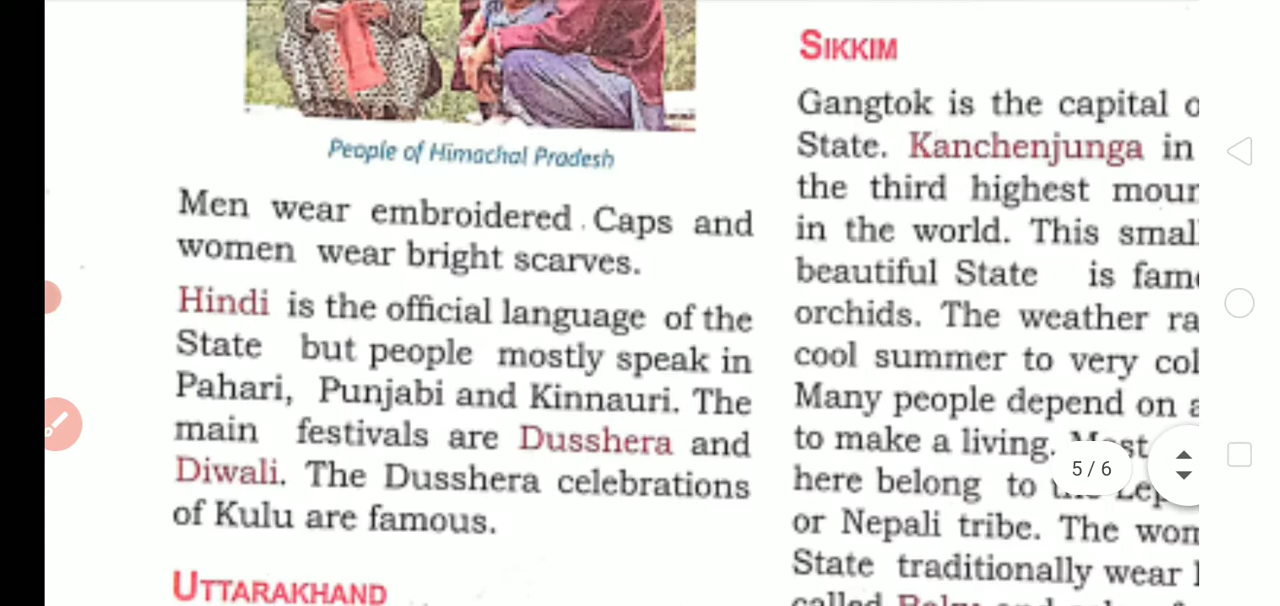 People of Himachal Pradesh
Men wear embroidered Caps and
women wear bright scarves.
Hindi is the official language of the
State but people mostly speak in
Pahari, Punjabi and Kinnauri. The
main festivals are Dusshera and
Diwali. The Dusshera celebrations
of Kulu are famous.
UTTARAKHAND
SIKKIM
Gangtok is the capital
State. Kanchenjunga in
the third highest
in the world. This
beautiful State is
orchids. The weather
cool summer to very
Many people depend on
to make a living.
here belong to
or Nepali tribe. The
State traditionally wear
called
5 / 6